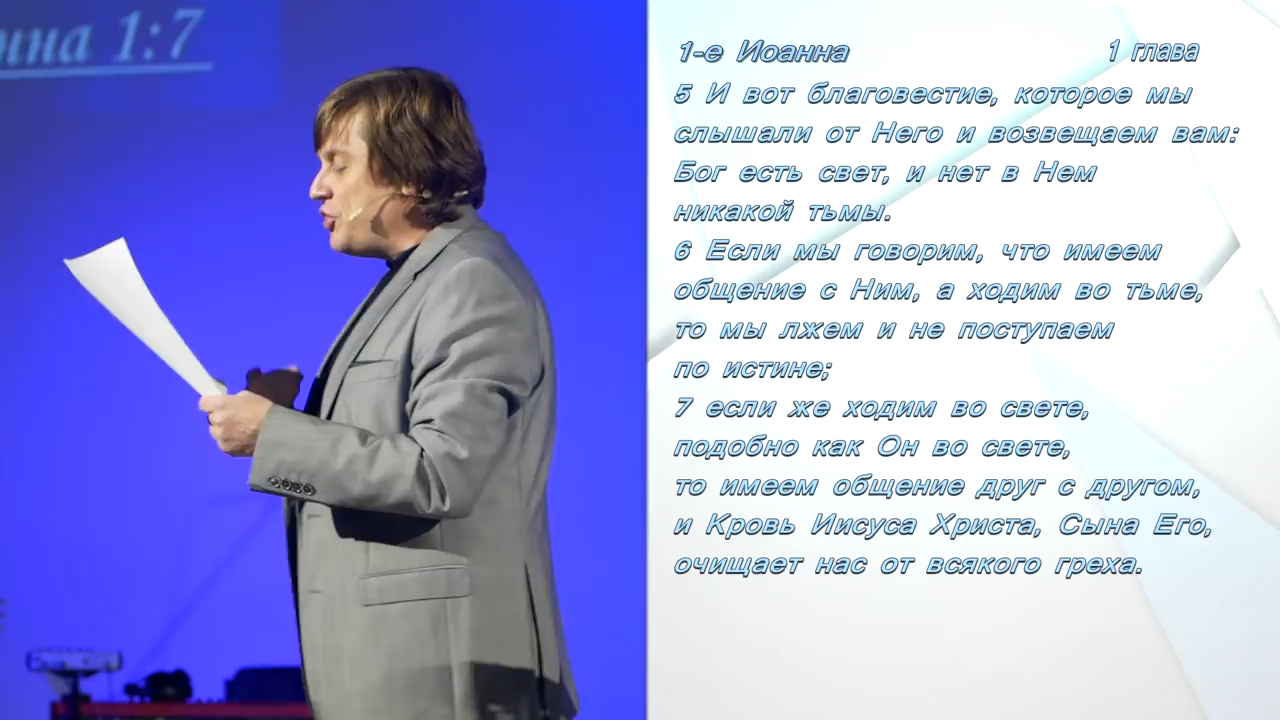 нна 1:7
1-е Иоанна 1 глава
5 И вот благовестие, которое мы
слышали от Него и возвещаем вам:
Бог есть свет, и нет в Нем
никакой тьмы.
6 Если мы говорим, что имеем
общение с Ним, а ходим во тьме,
то мы лжем и не поступаем
по истине;
7 если же ходим во свете,
подобно как Он во свете,
то имеем общение друг с другом,
и Кровь Иисуса Христа, Сына Его,
очищает нас от всякого греха.